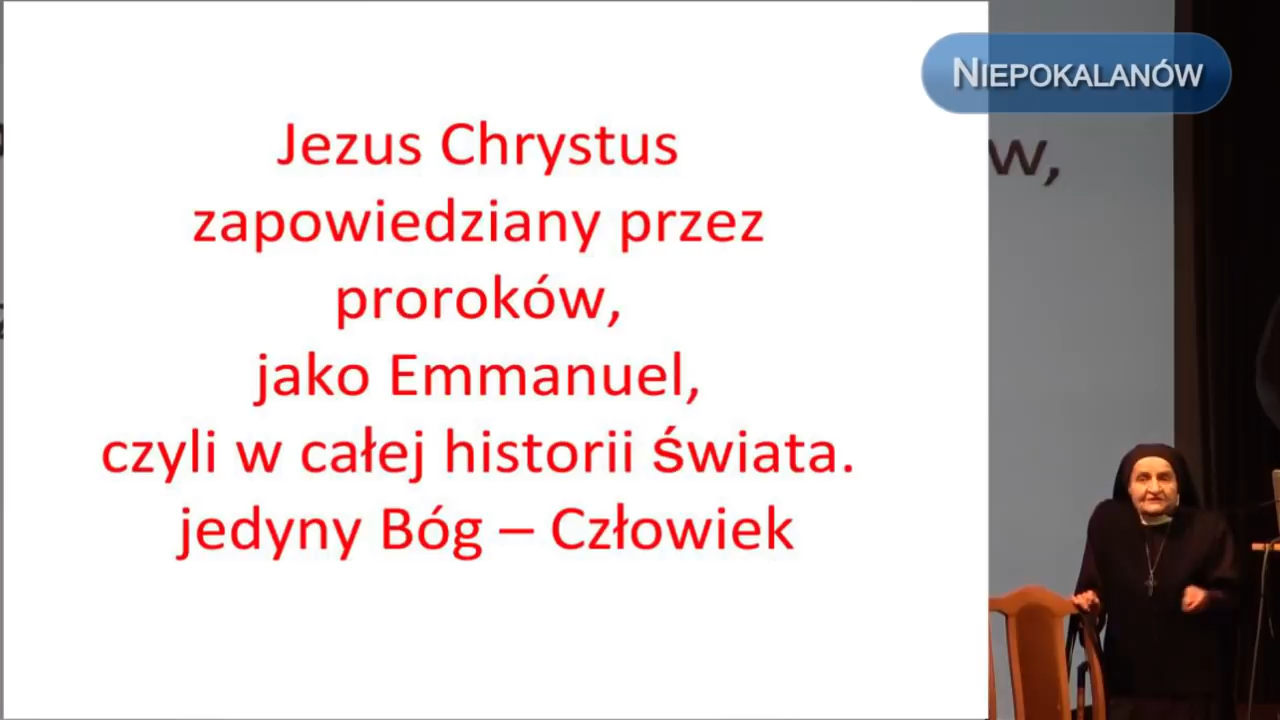 NIEPOKALANÓW
Jezus Chrystus
zapowiedziany przez
proroków,
jako Emmanuel,
czyli w całej historii Świata.
jedyny Bóg – Człowiek
w,